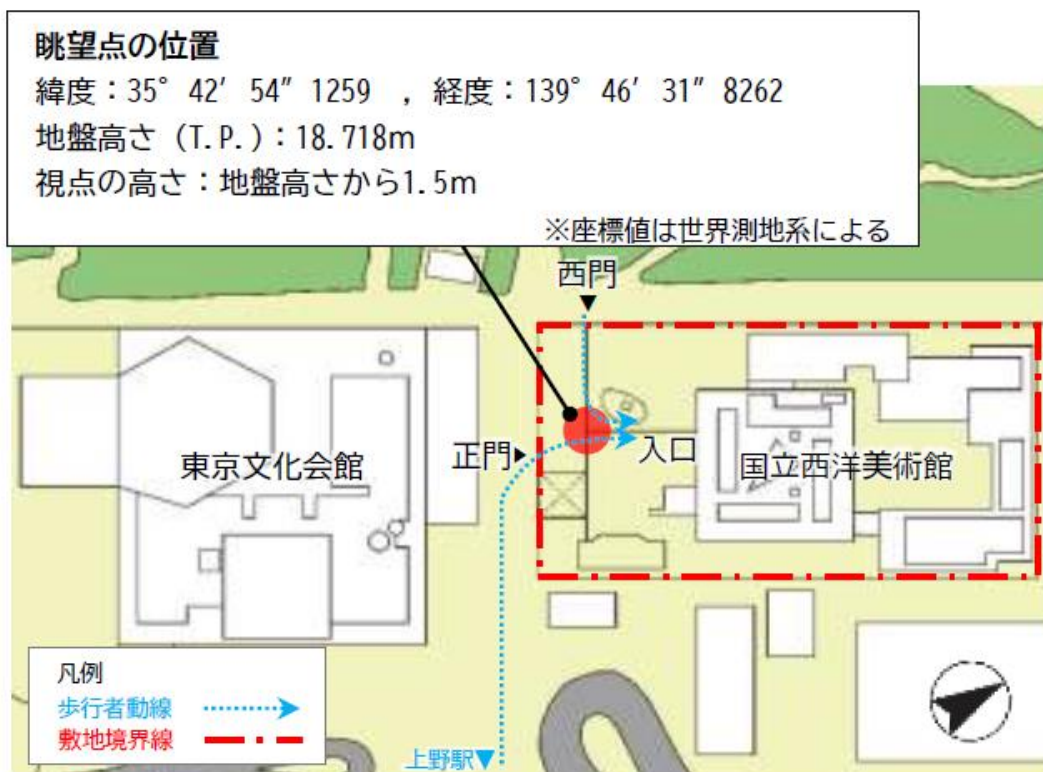 眺望点の位置
緯度：35° 42′ 54″ 1259 ，経度：139° 46′ 31″ 8262
地盤高さ（T.P.）：18.718m
視点の高さ：地盤高さから1.5m
※座標値は世界測地系による
西門▼
東京文化会館
正門▶
入口
国立西洋美術館
凡例
歩行者動線
敷地境界線
上野駅▼